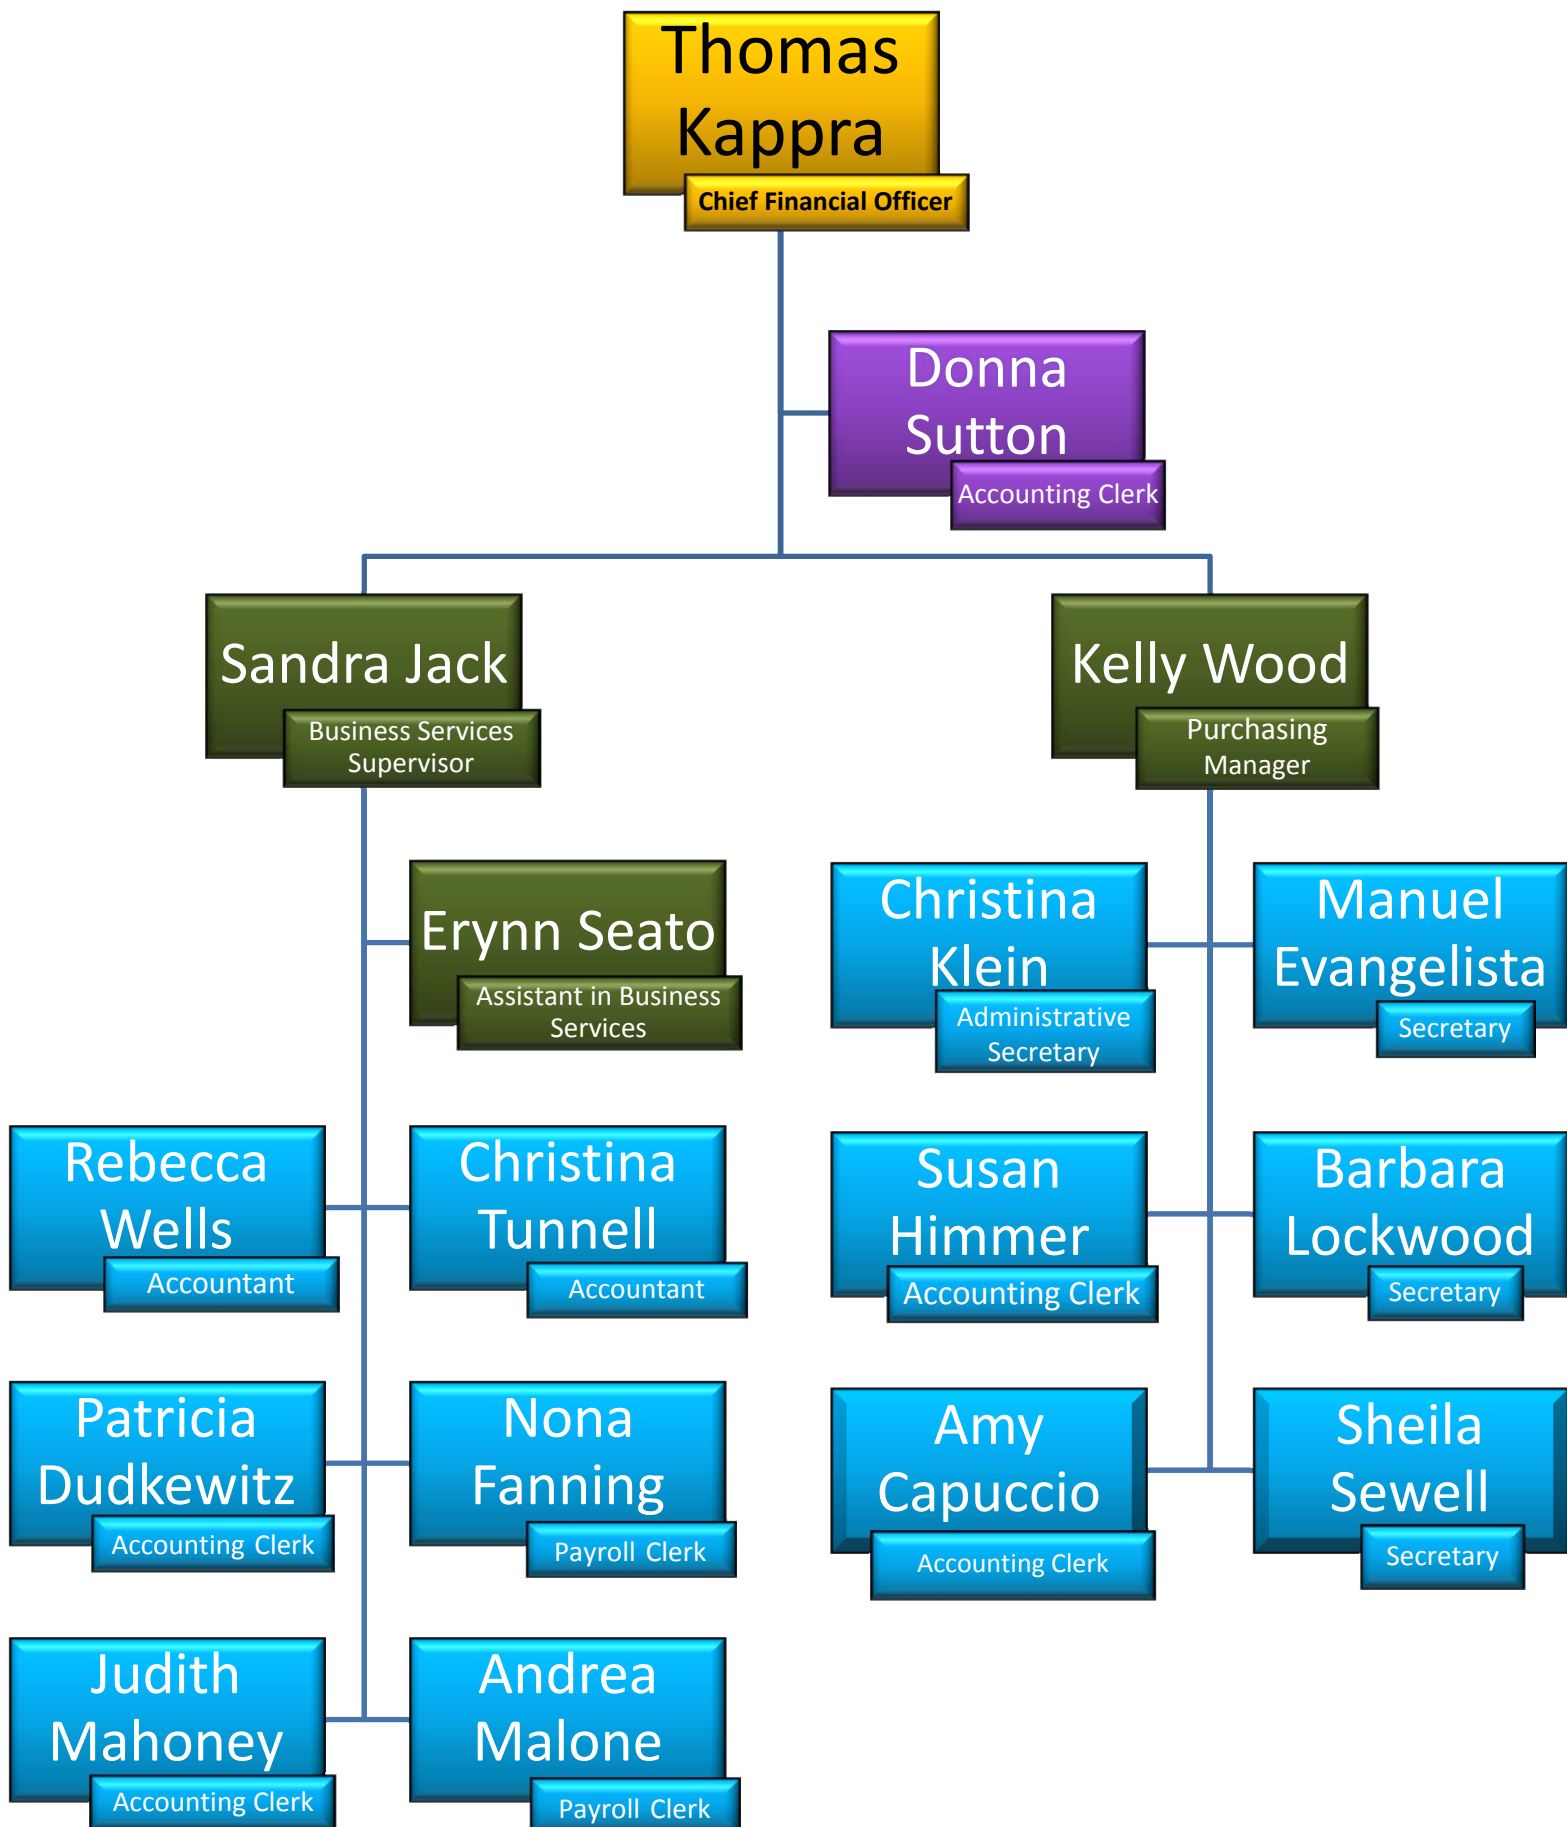 Thomas
Kappra
Chief Financial Officer
Donna
Sutton
Accounting Clerk
Sandra Jack
Business Services
Supervisor
Kelly Wood
Purchasing
Manager
Erynn Seato
Assistant in Business
Services
Christina
Klein
Administrative
Secretary
Manuel
Evangelista
Secretary
Rebecca
Wells
Accountant
Christina
Tunnell
Accountant
Susan
Himmer
Accounting Clerk
Barbara
Lockwood
Secretary
Patricia
Dudkewitz
Accounting Clerk
Nona
Fanning
Payroll Clerk
Amy
Capuccio
Accounting Clerk
Sheila
Sewell
Secretary
Judith
Mahoney
Accounting Clerk
Andrea
Malone
Payroll Clerk